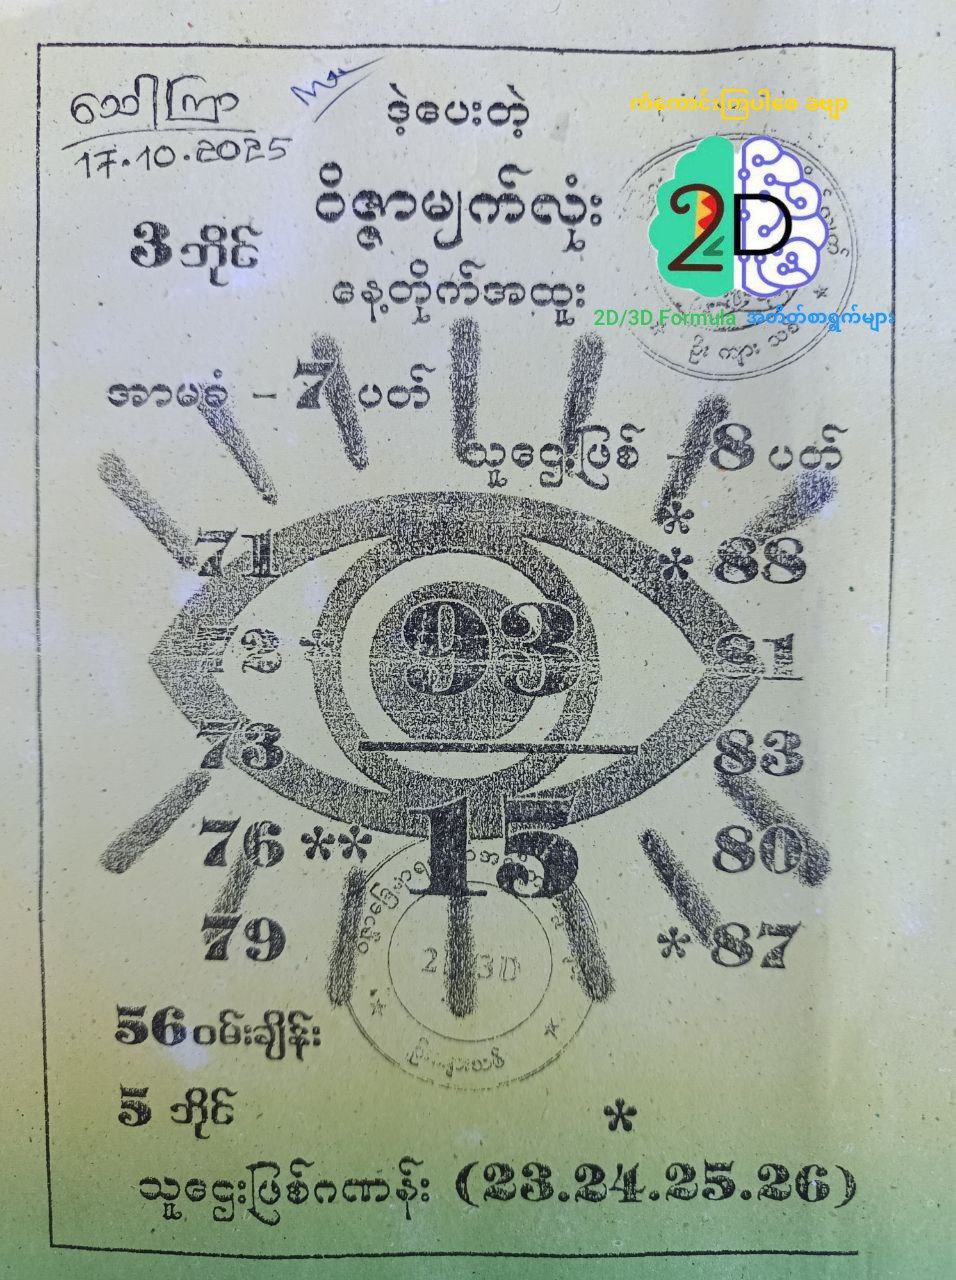 သော်ကြာ
17.10.2025
ဒဲ့ပေးတဲ့
ကံကောင်းကြပါစေ ခဗျာ
ဝိဇ္ဇာမျက်လုံး
2D
3 ဘိုင်
နေ့တိုက်အထူး
2D/3D Formula အတိတ်စာရွက်များ
အာမခံ - 7 ပတ်
သူဌေးဖြစ် - 8 ပတ်
*
71 * 88
93
72 * 81
73 83
15
76 ** 80
79 * 87
2 3D
56 ဝမ်းချိန်း
5 ဘိုင်
*
သူဌေးဖြစ်ဂဏန်း (23.24.25.26)